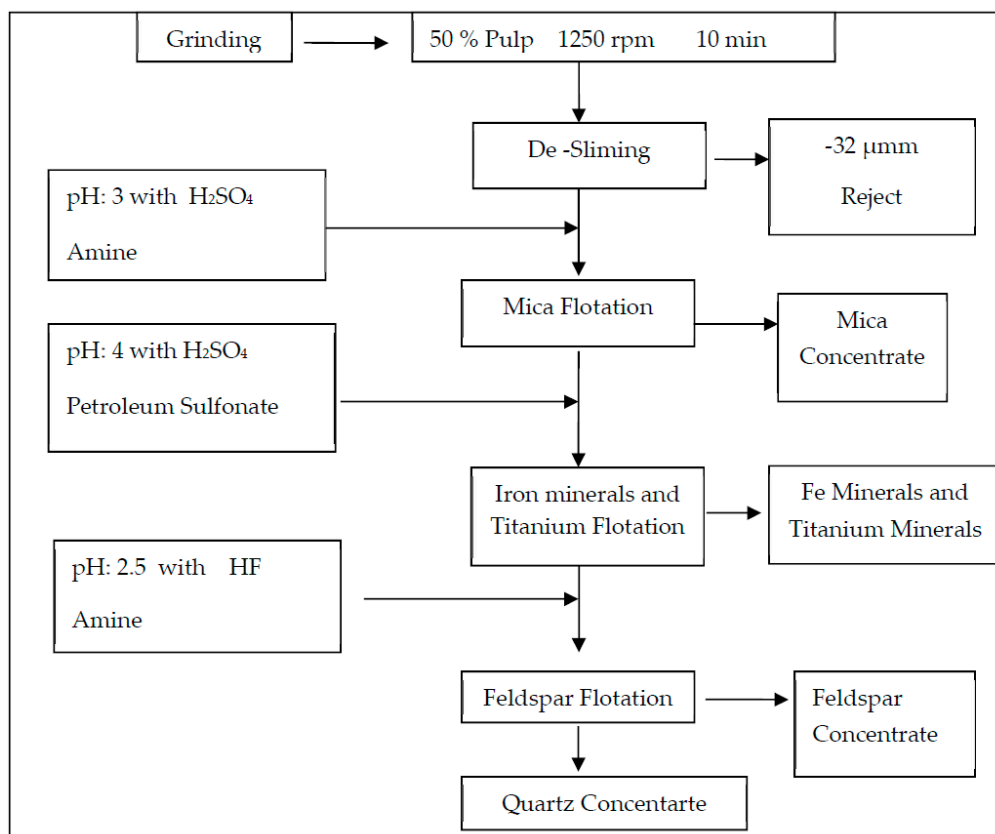 Grinding
50 % Pulp 1250 rpm 10 min
De -Sliming
-32 µmm
Reject
pH: 3 with H₂SO₄
Amine
Mica Flotation
Mica
Concentrate
pH: 4 with H₂SO₄
Petroleum Sulfonate
Iron minerals and
Titanium Flotation
Fe Minerals and
Titanium Minerals
pH: 2.5 with HF
Amine
Feldspar Flotation
Feldspar
Concentrate
Quartz Concentarte